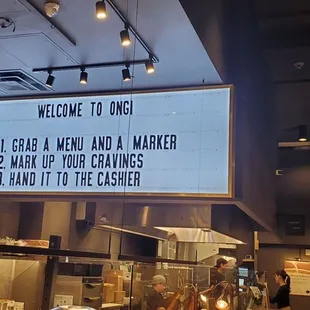 WELCOME TO ONGI
1. GRAB A MENU AND A MARKER
2. MARK UP YOUR CRAVINGS
3. HAND IT TO THE CASHIER